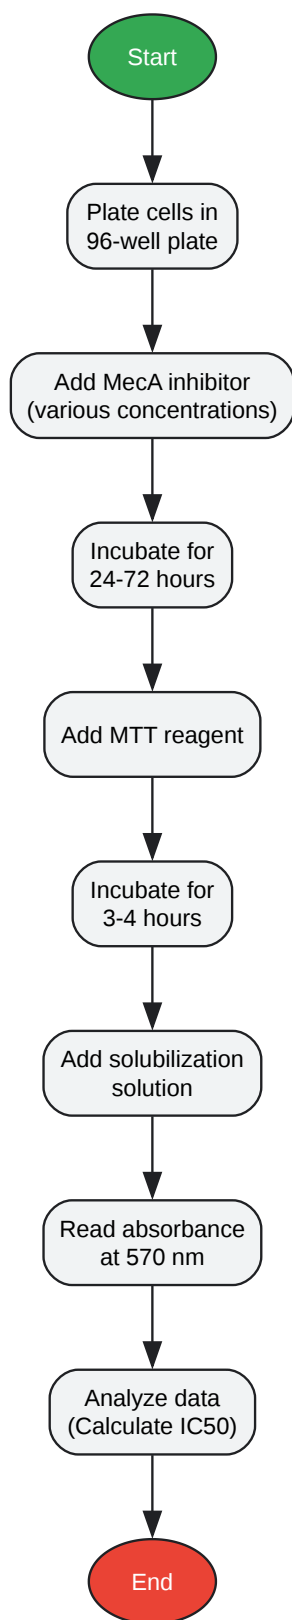 Start
Plate cells in
96-well plate
Add MecA inhibitor
(various concentrations)
Incubate for
24-72 hours
Add MTT reagent
Incubate for
3-4 hours
Add solubilization
solution
Read absorbance
at 570 nm
Analyze data
(Calculate IC50)
End